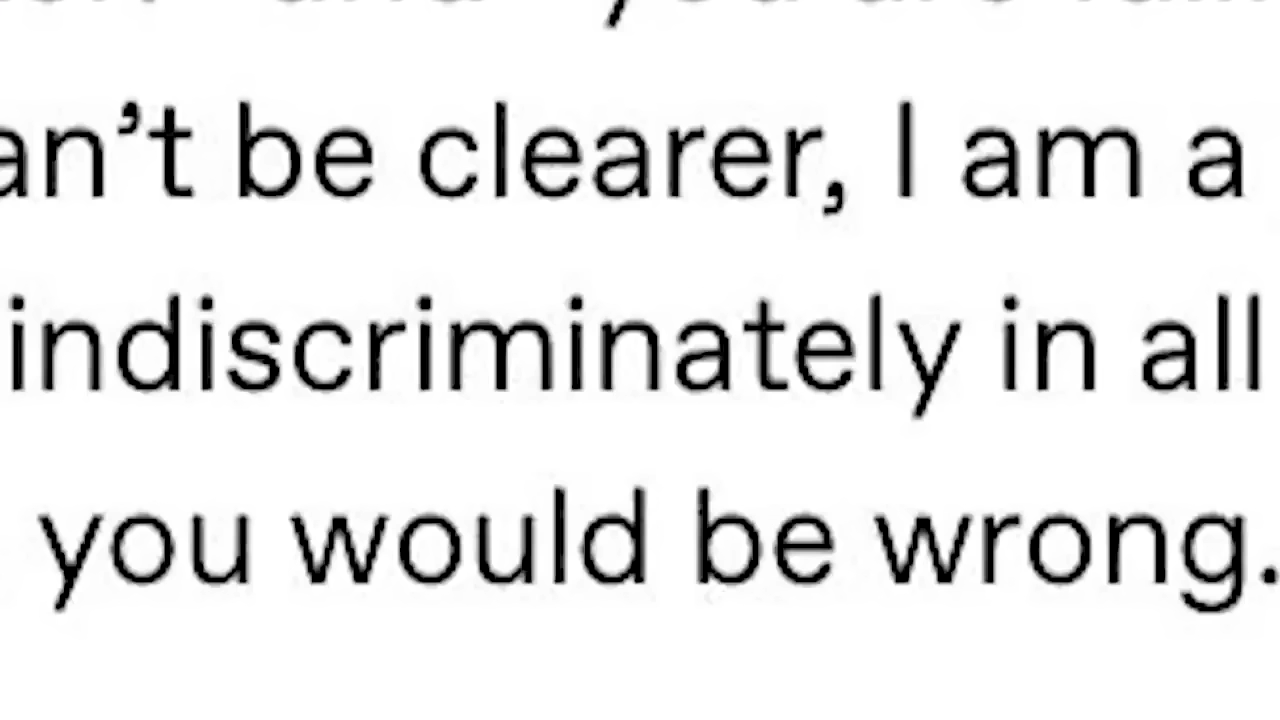 an’t be clearer, I am a
indiscriminately in all
you would be wrong.